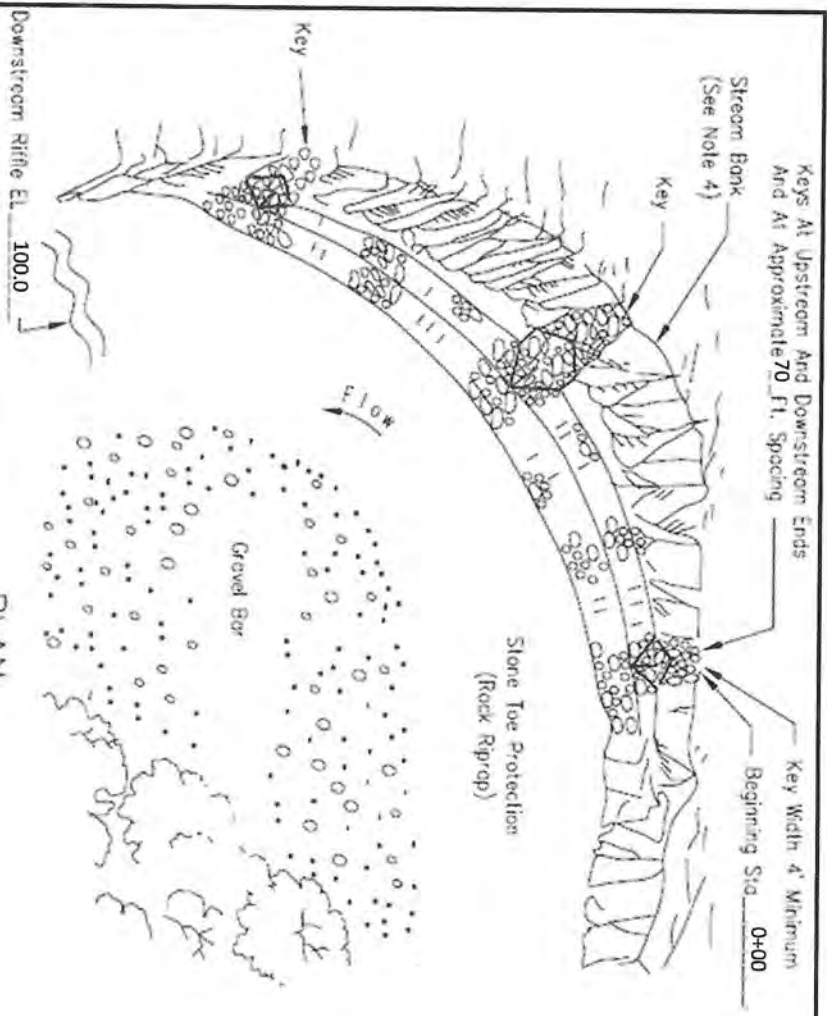 Keys At Upstream And Downstream Ends
And At Approximate 70 Ft. Spacing
Key Width 4' Minimum
Beginning Sta. 0+00
Stream Bank
(See Note 4)
Key
Key
Flow
Stone Toe Protection
(Rock Riprap)
Gravel Bar
Downstream Riffle EL. 100.0
PLAN